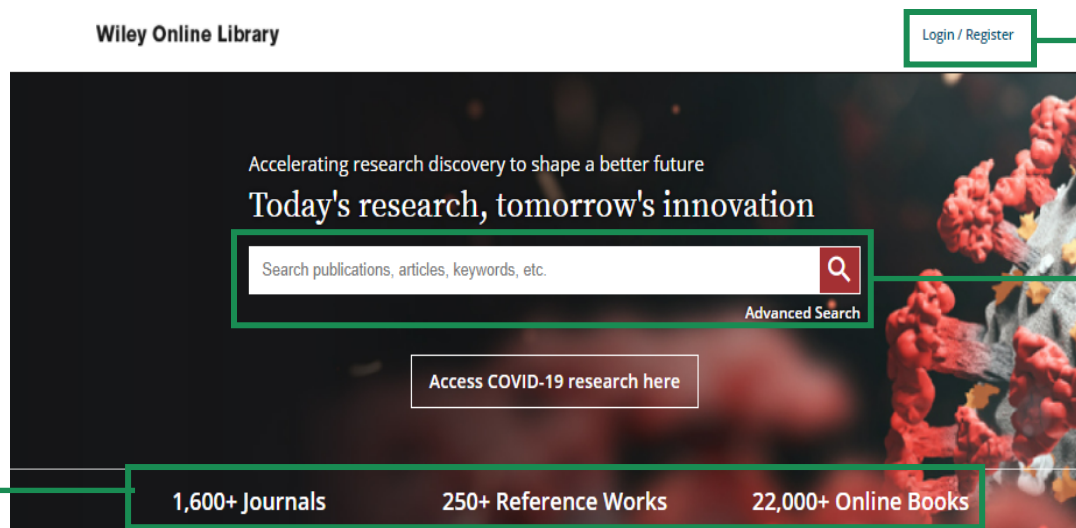 Wiley Online Library
Login / Register
Accelerating research discovery to shape a better future
Today's research, tomorrow's innovation
Search publications, articles, keywords, etc.
Advanced Search
Access COVID-19 research here
1,600+ Journals 250+ Reference Works 22,000+ Online Books